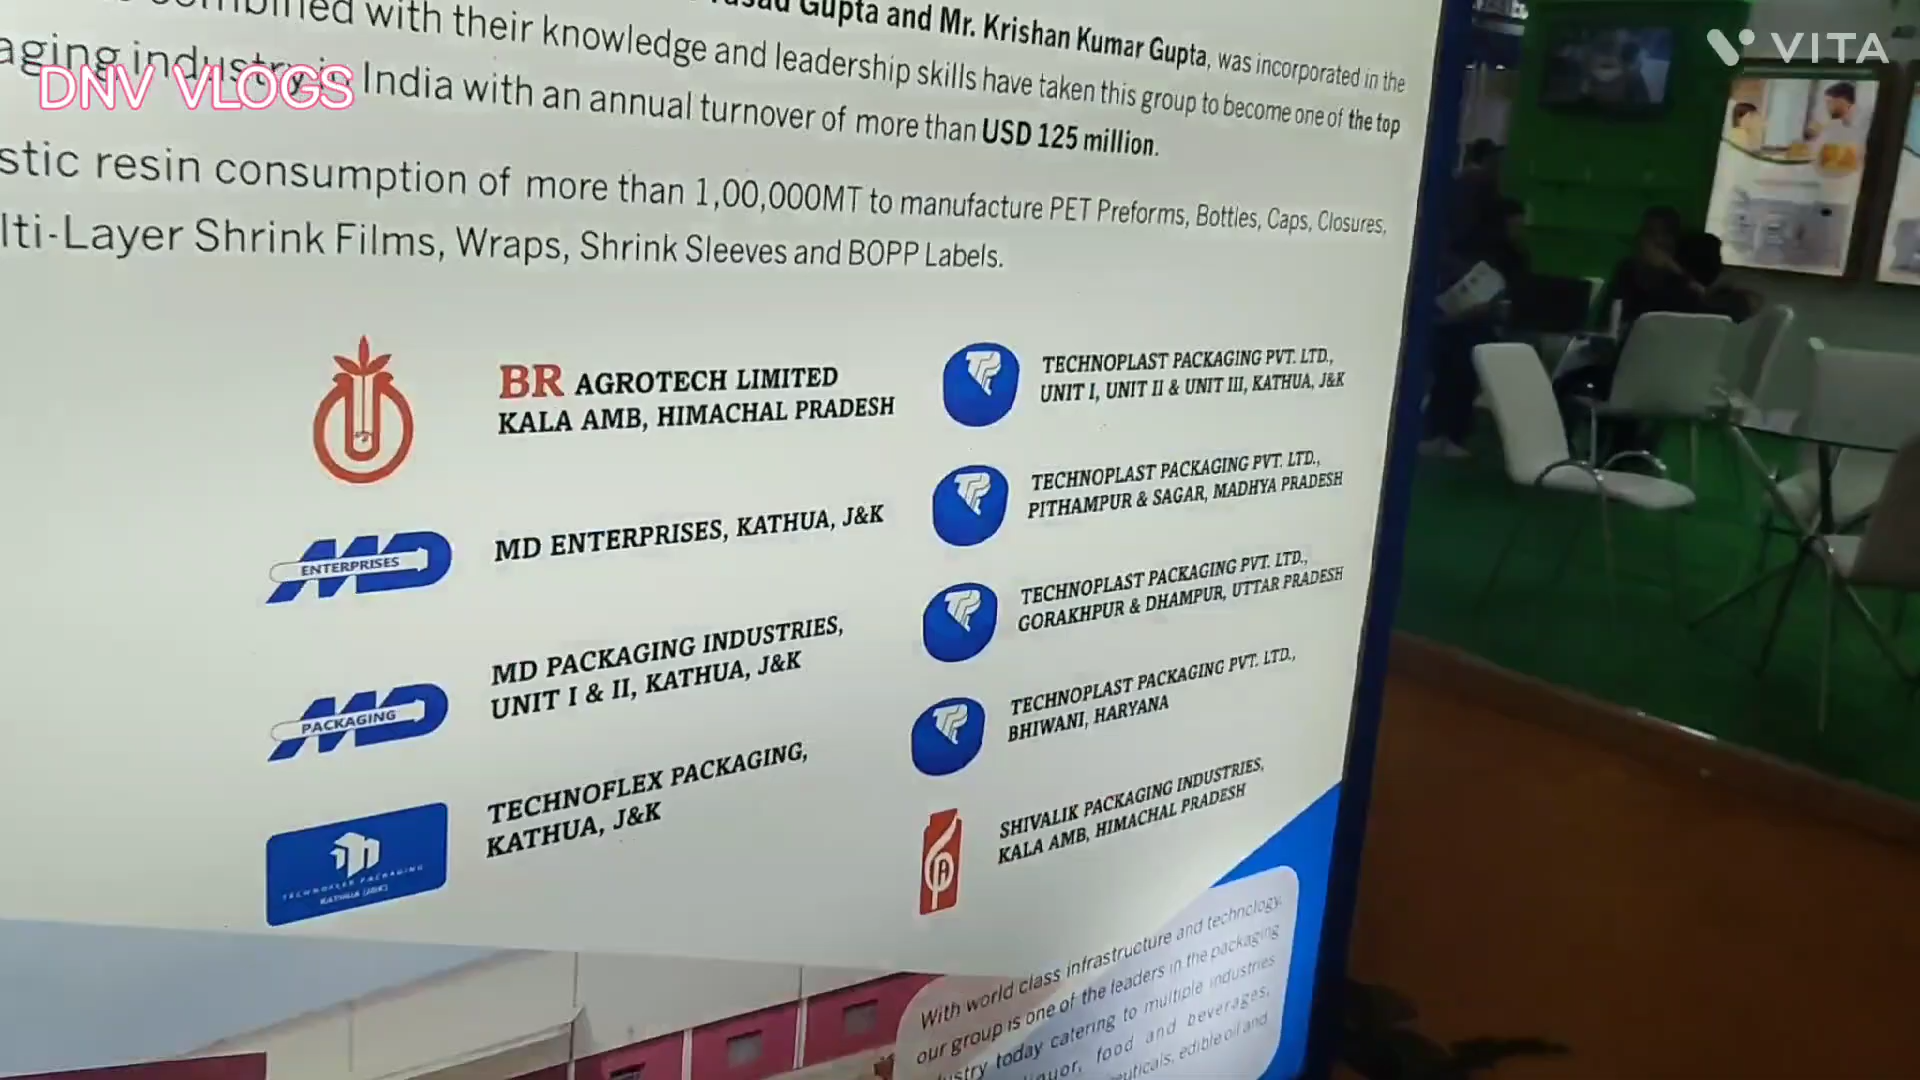 Gupta and Mr. Krishan Kumar Gupta, was incorporated in the
combined with their knowledge and leadership skills have taken this group to become one of the top
aging industry in India with an annual turnover of more than USD 125 million.
stic resin consumption of more than 1,00,000MT to manufacture PET Preforms, Bottles, Caps, Closures,
lti-Layer Shrink Films, Wraps, Shrink Sleeves and BOPP Labels.
DNV VLOGS
VITA
BR AGROTECH LIMITED
KALA AMB, HIMACHAL PRADESH
ENTERPRISES
MD ENTERPRISES, KATHUA, J&K
PACKAGING
MD PACKAGING INDUSTRIES,
UNIT I & II, KATHUA, J&K
TECHNOFLEX PACKAGING
KATHUA (J&K)
TECHNOFLEX PACKAGING,
KATHUA, J&K
TECHNOPLAST PACKAGING PVT. LTD.,
UNIT I, UNIT II & UNIT III, KATHUA, J&K
TECHNOPLAST PACKAGING PVT. LTD.,
PITHAMPUR & SAGAR, MADHYA PRADESH
TECHNOPLAST PACKAGING PVT. LTD.,
GORAKHPUR & DHAMPUR, UTTAR PRADESH
TECHNOPLAST PACKAGING PVT. LTD.,
BHIWANI, HARYANA
SHIVALIK PACKAGING INDUSTRIES,
KALA AMB, HIMACHAL PRADESH
With world class infrastructure and technology,
our group is one of the leaders in the packaging
stry today catering to multiple industries
quor, food and beverages,
euticals, edible oil and